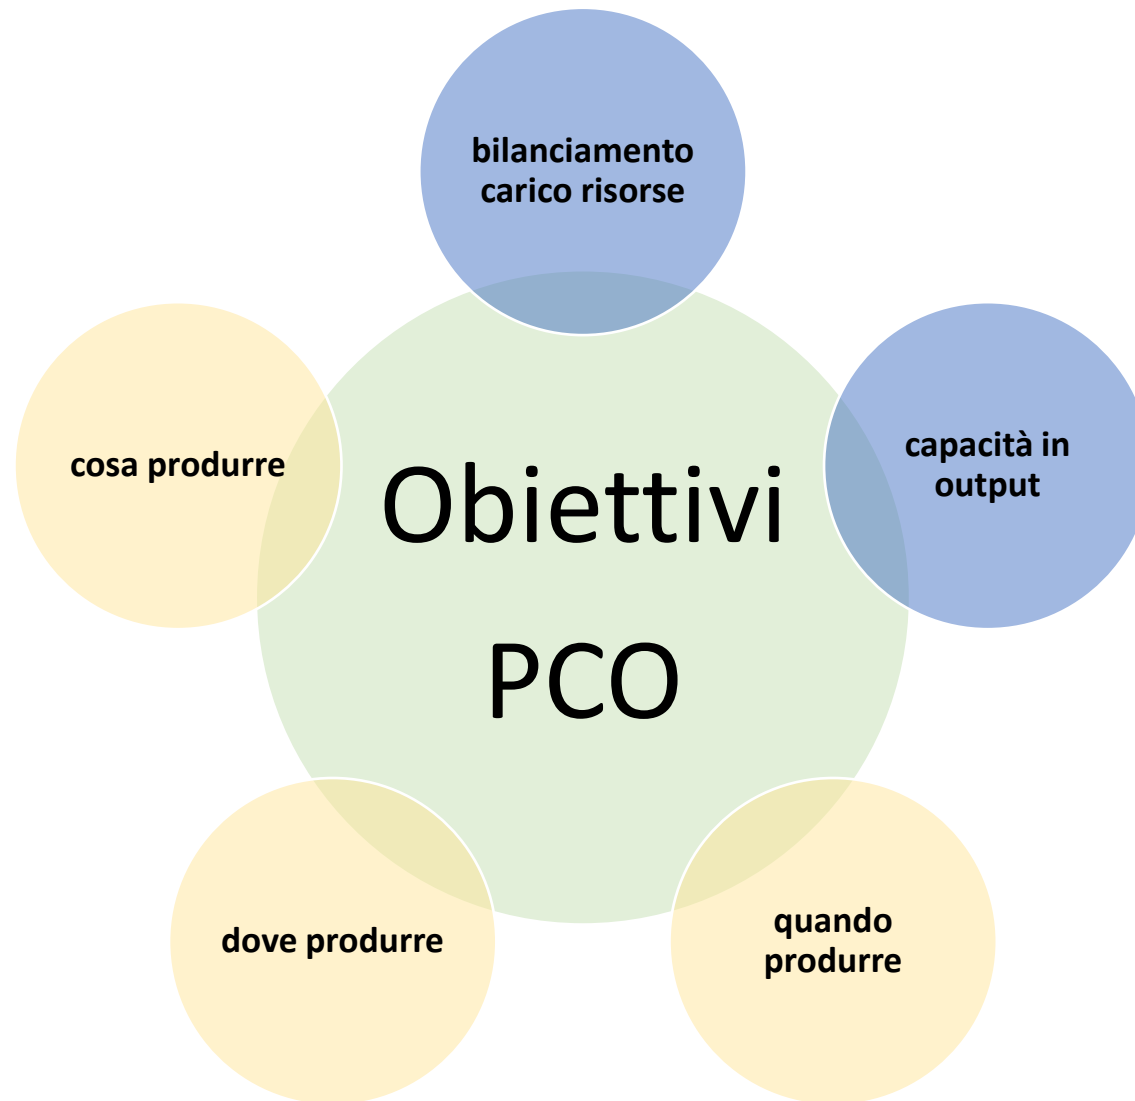 bilanciamento
carico risorse
capacità in
output
cosa produrre
Obiettivi
PCO
dove produrre
quando
produrre